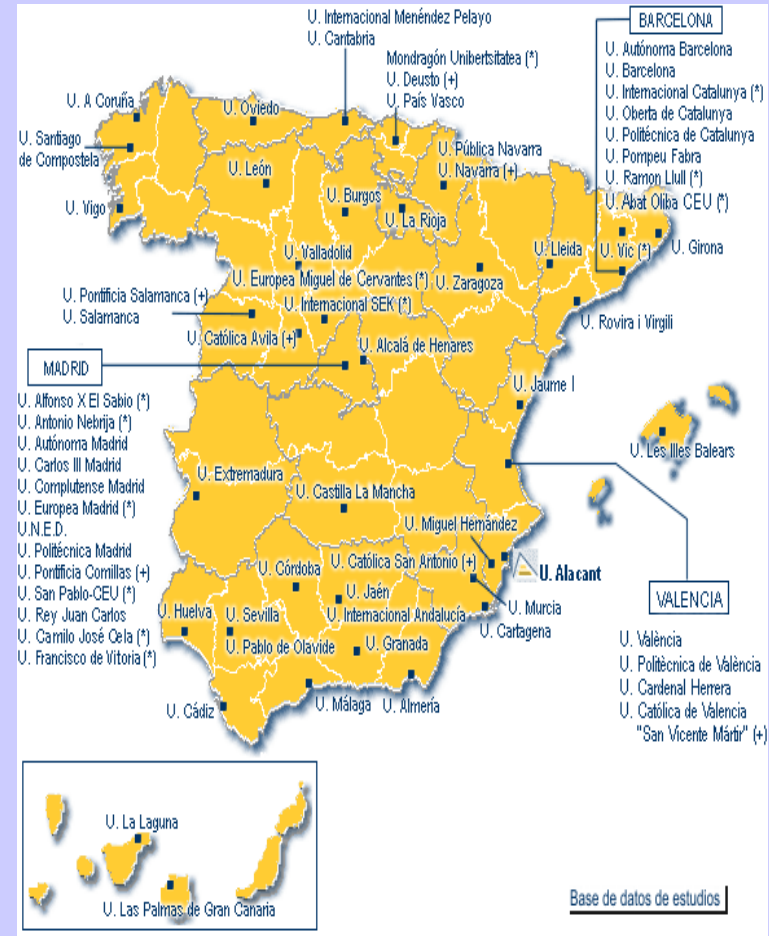 U. Internacional Menéndez Pelayo
U. Cantabria
Mondragón Unibertsitatea (*)
U. Deusto (+)
U. País Vasco
BARCELONA
U. Autónoma Barcelona
U. Barcelona
U. Internacional Catalunya (*)
U. Oberta de Catalunya
U. Politécnica de Catalunya
U. Pompeu Fabra
U. Ramon Llull (*)
U. Abat Oliba CEU (*)
U. A Coruña
U. Oviedo
U. Santiago
de Compostela
U. Pública Navarra
U. Navarra (+)
U. León
U. Burgos
U. Vigo
U. La Rioja
U. Vic (*)
U. Girona
U. Lleida
U. Valladolid
U. Europea Miguel de Cervantes (*)
U. Zaragoza
U. Pontificia Salamanca (+)
U. Salamanca
U. Internacional SEK (*)
U. Rovira i Virgili
U. Católica Avila (+)
U. Alcalá de Henares
MADRID
U. Alfonso X El Sabio (*)
U. Antonio Nebrija (*)
U. Autónoma Madrid
U. Carlos III Madrid
U. Complutense Madrid
U. Europea Madrid (*)
U.N.E.D.
U. Politécnica Madrid
U. Pontificia Comillas (+)
U. San Pablo-CEU (*)
U. Rey Juan Carlos
U. Camilo José Cela (*)
U. Francisco de Vitoria (*)
U. Jaume I
U. Les Illes Balears
U. Extremadura
U. Castilla La Mancha
U. Miguel Hernández
U. Católica San Antonio (+)
U. Alacant
U. Córdoba
U. Jaén
U. Internacional Andalucía
U. Murcia
U. Cartagena
U. Huelva
U. Sevilla
U. Pablo de Olavide
U. Granada
U. Cádiz
U. Málaga
U. Almería
VALENCIA
U. València
U. Politècnica de València
U. Cardenal Herrera
U. Católica de Valencia
"San Vicente Mártir" (+)
U. La Laguna
U. Las Palmas de Gran Canaria
Base de datos de estudios